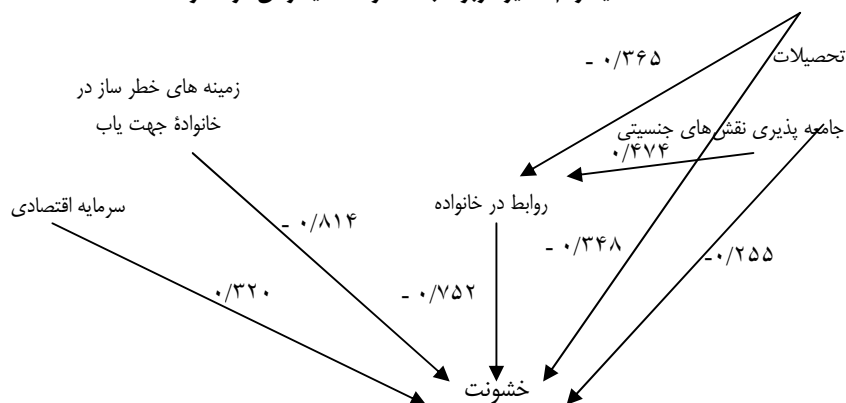 - ۰/۳۶۵
تحصیلات
زمینه های خطر ساز در
خانوادهٔ جهت یاب
جامعه پذیری نقش‌های جنسیتی
۰/۴۷۴
سرمایه اقتصادی
روابط در خانواده
- ۰/۸۱۴
- ۰/۳۴۸
-۰/۲۵۵
۰/۳۲۰
- ۰/۷۵۲
خشونت